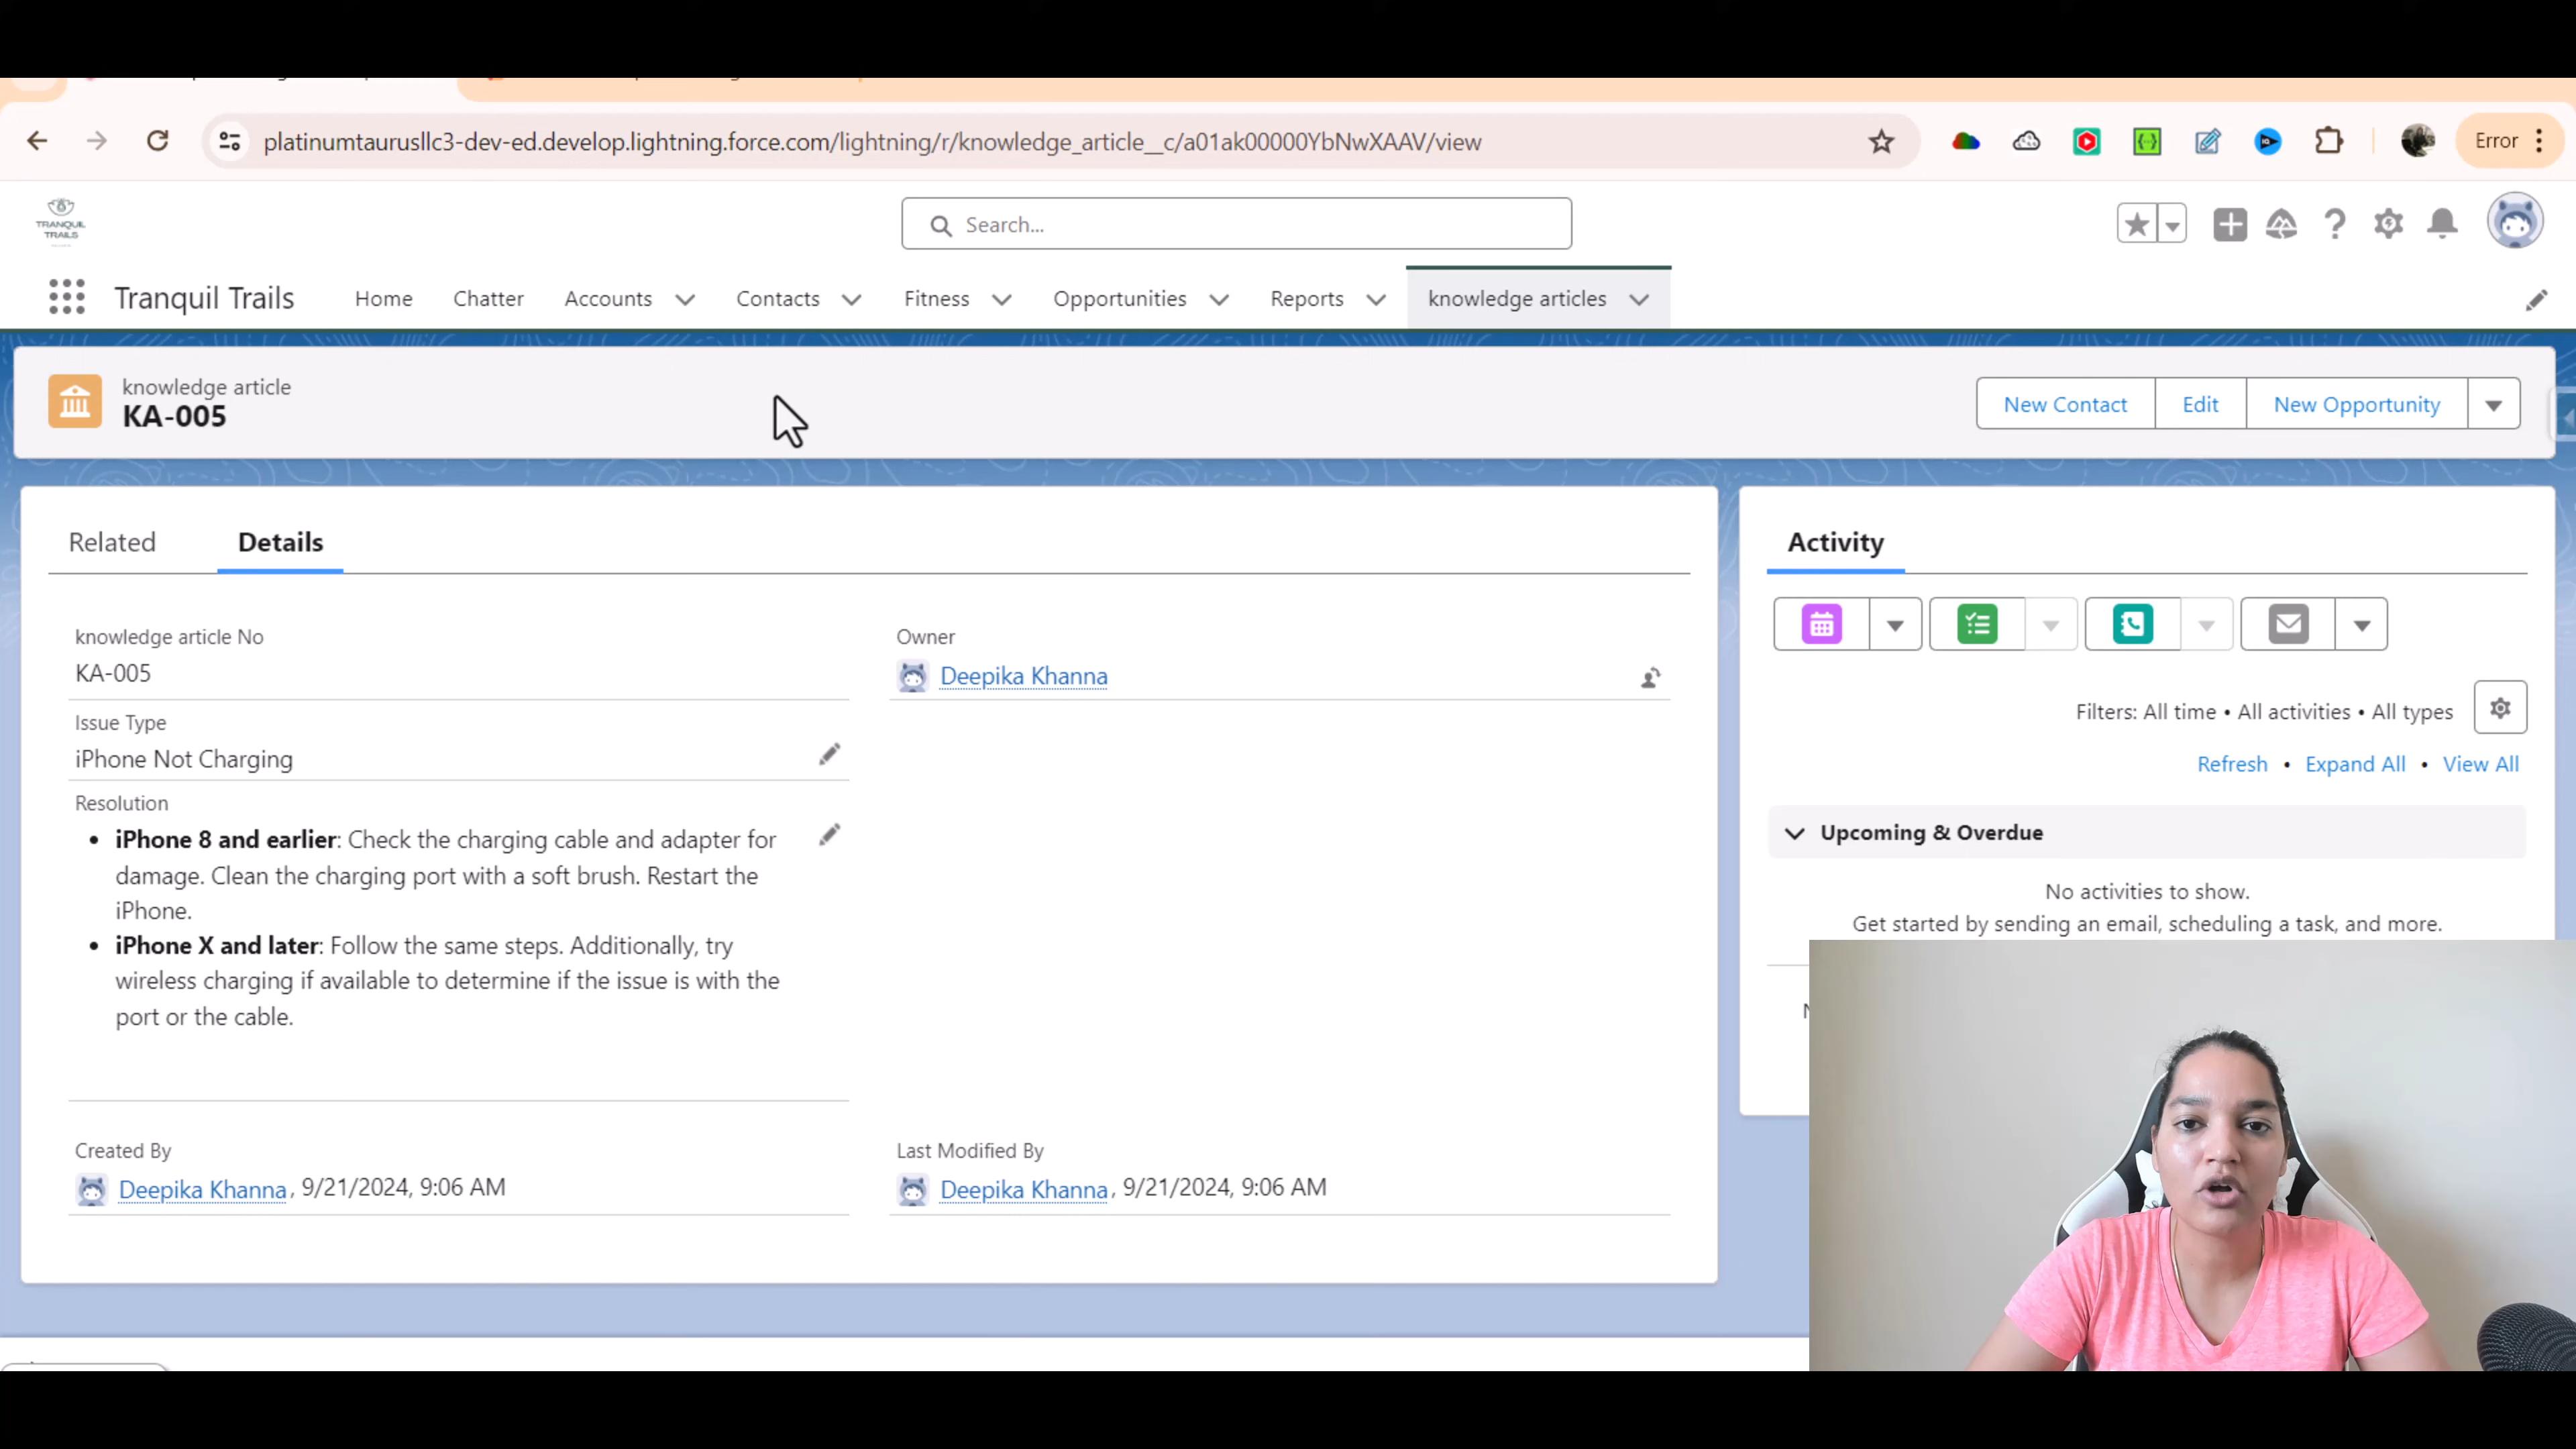 platinumtaurusllc3-dev-ed.develop.lightning.force.com/lightning/r/knowledge_article__c/a01ak00000YbNwXAAV/view
Error
TRANQUIL
TRAILS
Search...
Tranquil Trails
Home
Chatter
Accounts
Contacts
Fitness
Opportunities
Reports
knowledge articles
knowledge article
KA-005
New Contact
Edit
New Opportunity
Related
Details
knowledge article No
KA-005
Owner
Deepika Khanna
Issue Type
iPhone Not Charging
Resolution
• iPhone 8 and earlier: Check the charging cable and adapter for
damage. Clean the charging port with a soft brush. Restart the
iPhone.
• iPhone X and later: Follow the same steps. Additionally, try
wireless charging if available to determine if the issue is with the
port or the cable.
Created By
Deepika Khanna, 9/21/2024, 9:06 AM
Last Modified By
Deepika Khanna, 9/21/2024, 9:06 AM
Activity
Filters: All time • All activities • All types
Refresh • Expand All • View All
Upcoming & Overdue
No activities to show.
Get started by sending an email, scheduling a task, and more.